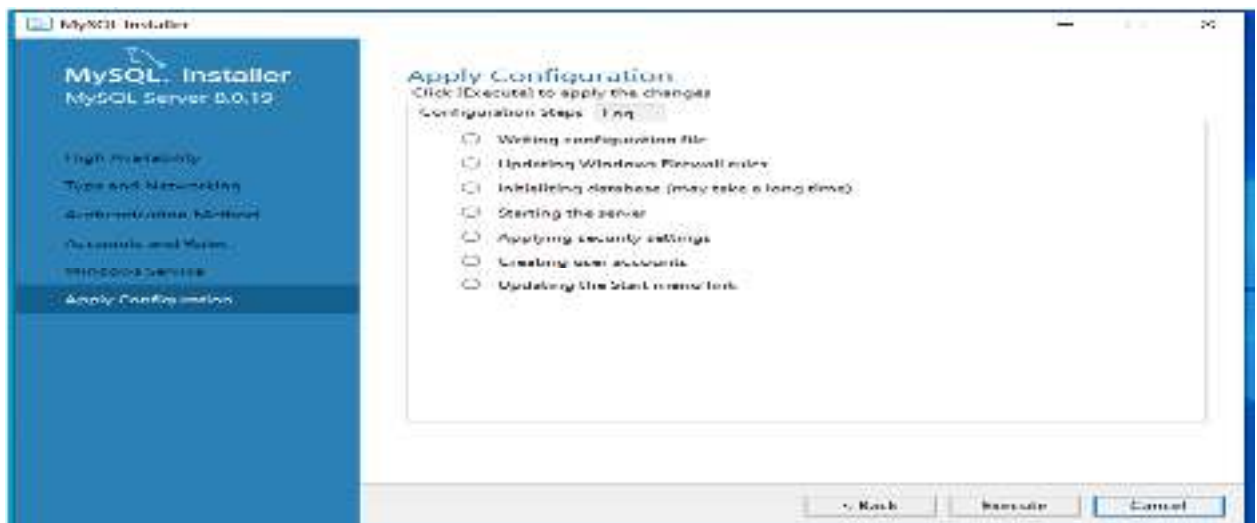 MySQL Installer
MySQL. Installer
MySQL Server 8.0.19
High Availability
Type and Networking
Authentication Method
Accounts and Roles
Windows Service
Apply Configuration
Apply Configuration
Click [Execute] to apply the changes
Configuration Steps Log
Writing configuration file
Updating Windows Firewall rules
Initializing database (may take a long time)
Starting the server
Applying security settings
Creating user accounts
Updating the Start menu link
< Back Execute Cancel